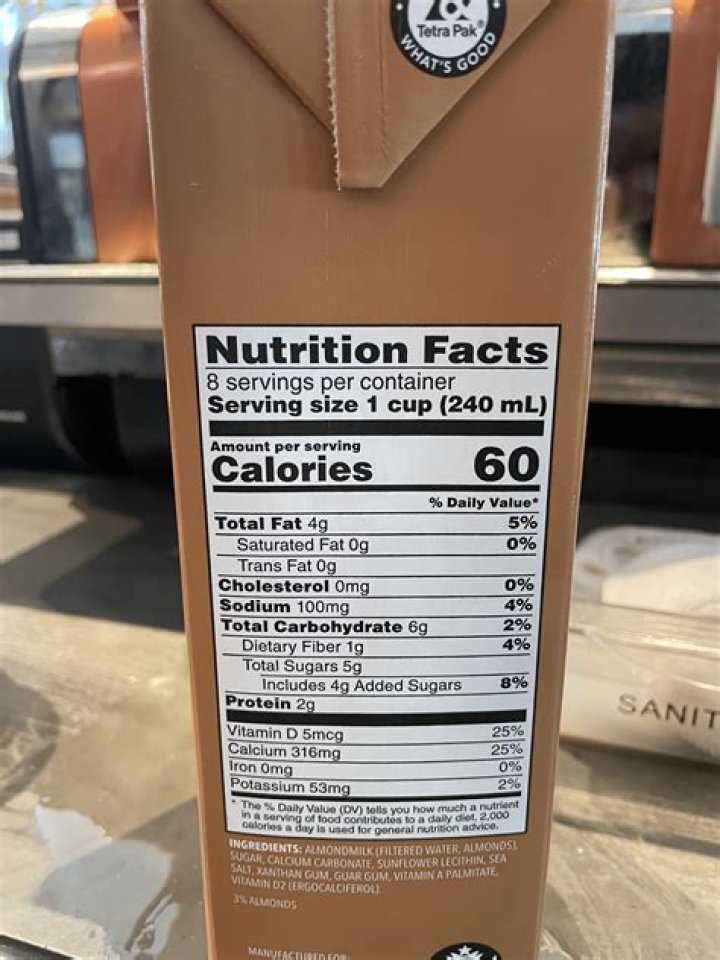 Tetra Pak®
WHAT'S GOOD
Nutrition Facts
8 servings per container
Serving size 1 cup (240 mL)
Amount per serving
Calories 60
% Daily Value*
Total Fat 4g 5%
Saturated Fat 0g 0%
Trans Fat 0g
Cholesterol 0mg 0%
Sodium 100mg 4%
Total Carbohydrate 6g 2%
Dietary Fiber 1g 4%
Total Sugars 5g
Includes 4g Added Sugars 8%
Protein 2g
Vitamin D 5mcg 25%
Calcium 316mg 25%
Iron 0mg 0%
Potassium 53mg 2%
* The % Daily Value (DV) tells you how much a nutrient
in a serving of food contributes to a daily diet. 2,000
calories a day is used for general nutrition advice.
INGREDIENTS: ALMONDMILK (FILTERED WATER, ALMONDS),
SUGAR, CALCIUM CARBONATE, SUNFLOWER LECITHIN, SEA
SALT, XANTHAN GUM, GUAR GUM, VITAMIN A PALMITATE,
VITAMIN D2 (ERGOCALCIFEROL).
3% ALMONDS
MANUFACTURED FOR:
SANIT